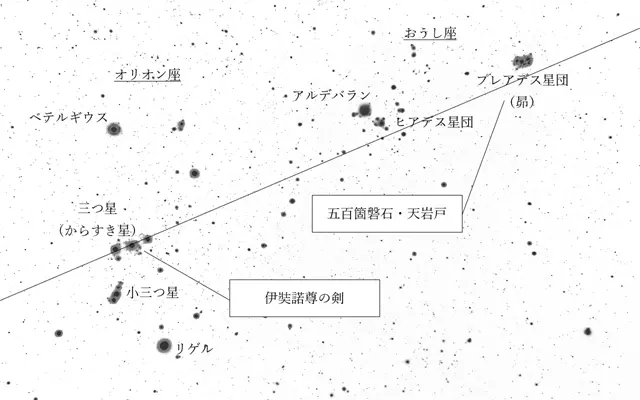 おうし座
オリオン座
プレアデス星団
（昴）
アルデバラン
ヒアデス星団
ベテルギウス
三つ星
（からすき星）
五百箇磐石・天岩戸
小三つ星
伊奘諾尊の剣
リゲル